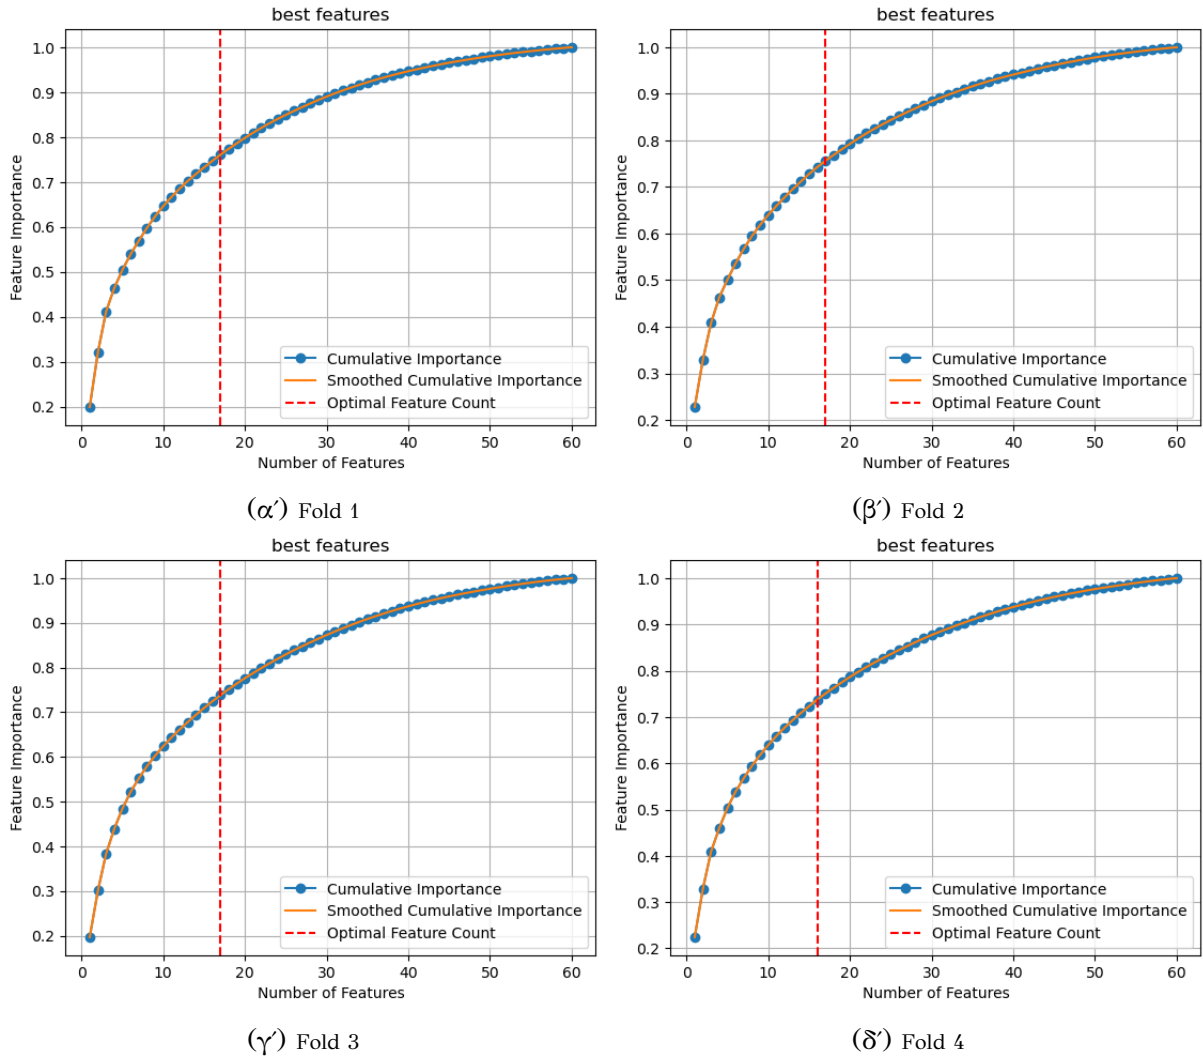 best features
1.0
0.9
0.8
0.7
0.6
0.5
0.4
0.3
0.2
Feature Importance
Cumulative Importance
Smoothed Cumulative Importance
Optimal Feature Count
0 10 20 30 40 50 60
Number of Features
(α′) Fold 1
best features
1.0
0.9
0.8
0.7
0.6
0.5
0.4
0.3
0.2
Feature Importance
Cumulative Importance
Smoothed Cumulative Importance
Optimal Feature Count
0 10 20 30 40 50 60
Number of Features
(β′) Fold 2
best features
1.0
0.9
0.8
0.7
0.6
0.5
0.4
0.3
0.2
Feature Importance
Cumulative Importance
Smoothed Cumulative Importance
Optimal Feature Count
0 10 20 30 40 50 60
Number of Features
(γ′) Fold 3
best features
1.0
0.9
0.8
0.7
0.6
0.5
0.4
0.3
0.2
Feature Importance
Cumulative Importance
Smoothed Cumulative Importance
Optimal Feature Count
0 10 20 30 40 50 60
Number of Features
(δ′) Fold 4